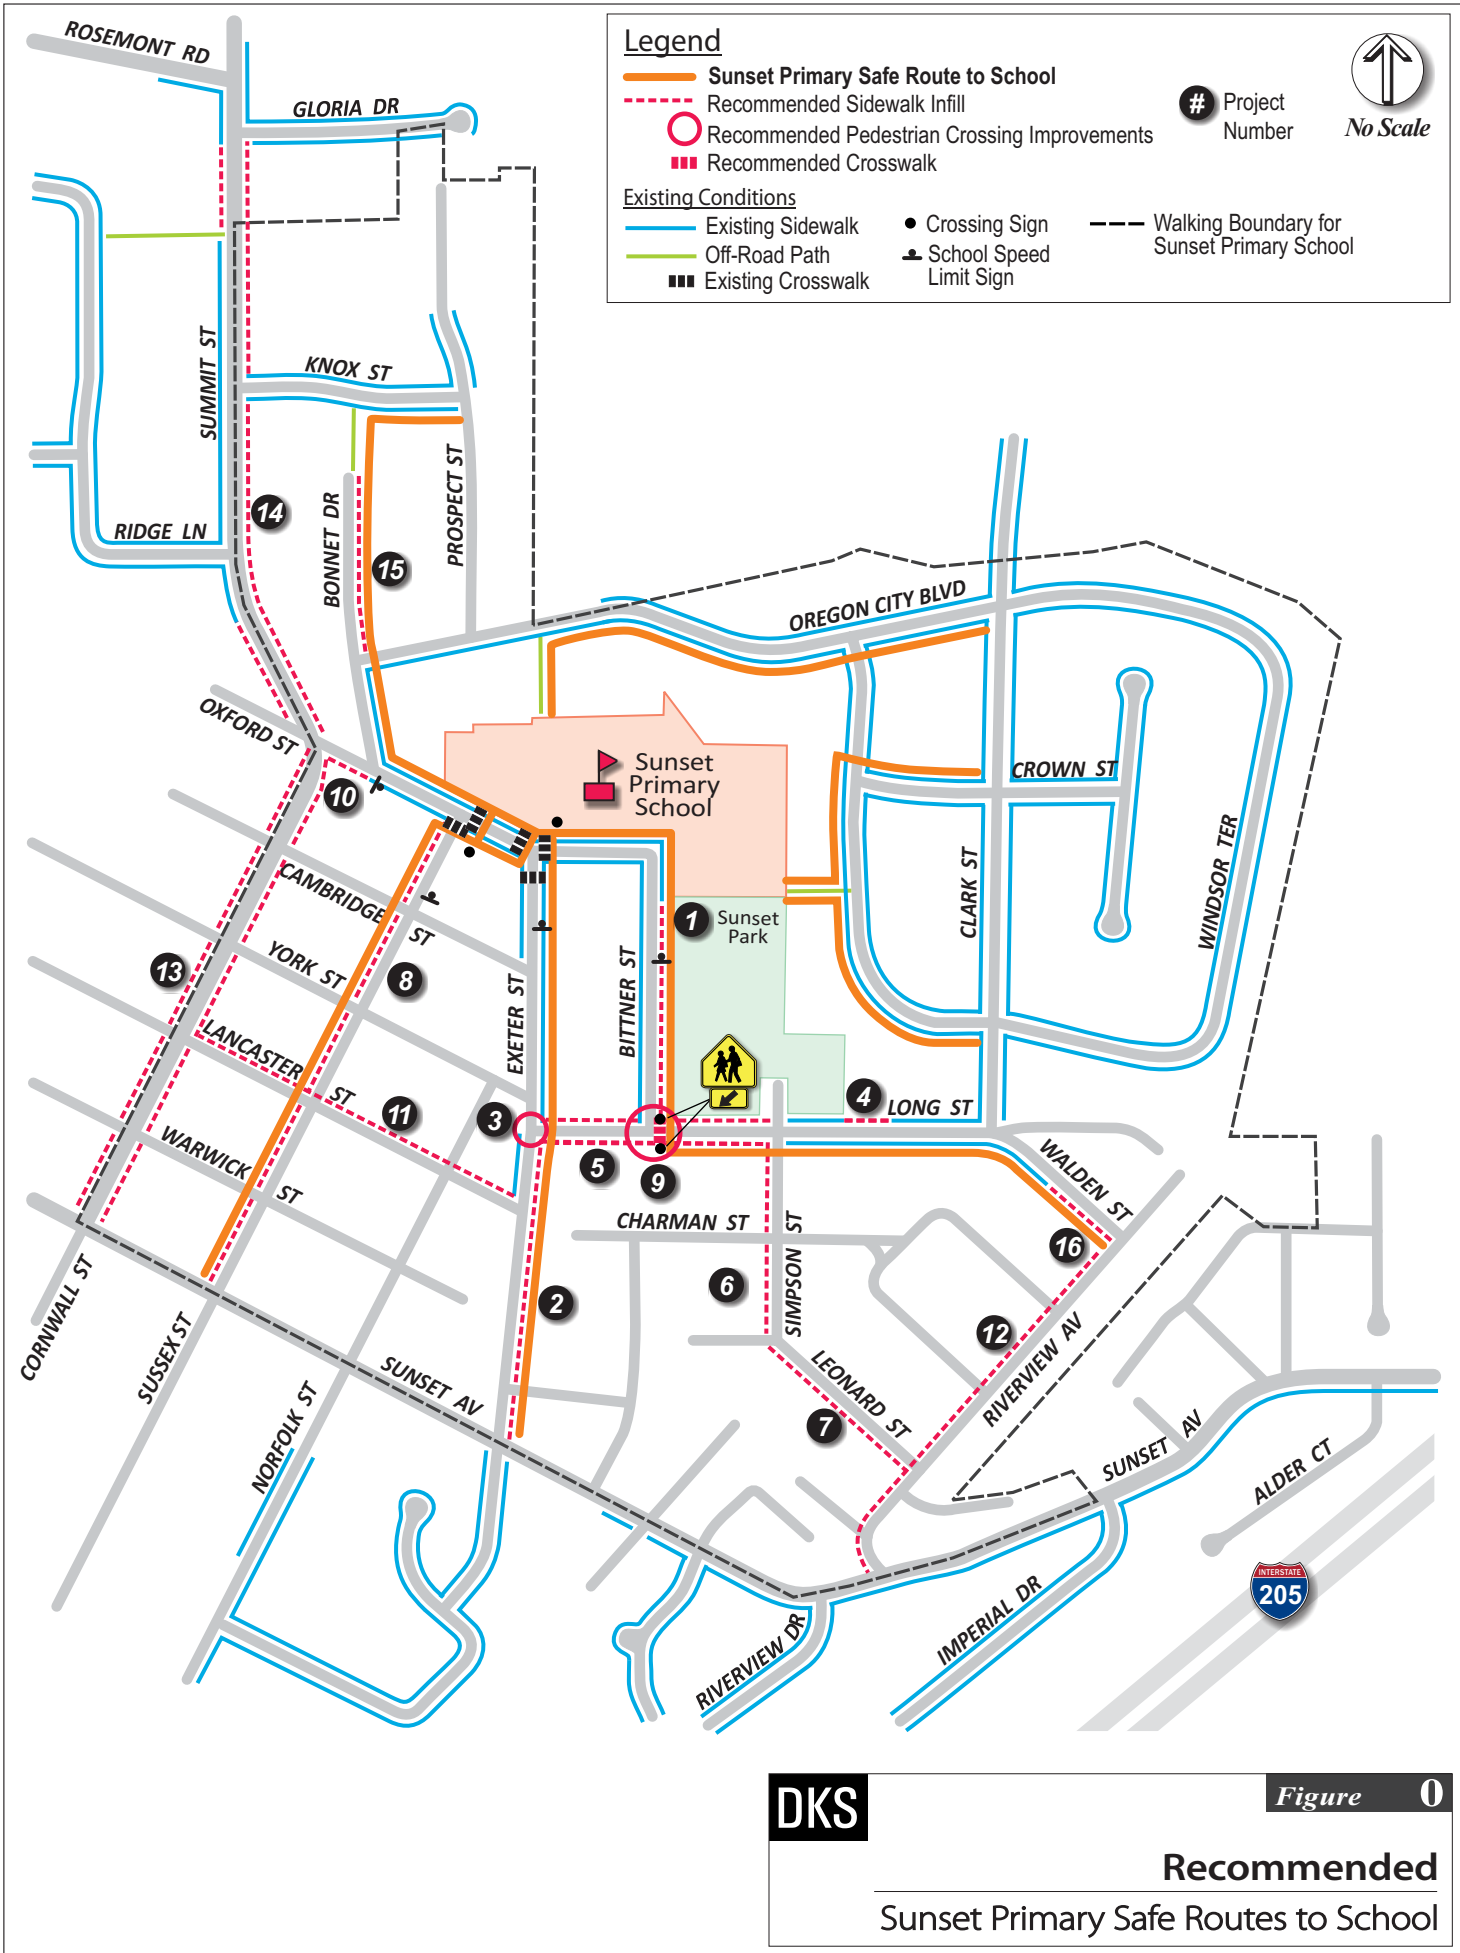 ROSEMONT RD
GLORIA DR
Legend
Sunset Primary Safe Route to School
Recommended Sidewalk Infill
Recommended Pedestrian Crossing Improvements
Recommended Crosswalk
# Project
Number
No Scale
Existing Conditions
Existing Sidewalk
Off-Road Path
Existing Crosswalk
Crossing Sign
School Speed
Limit Sign
Walking Boundary for
Sunset Primary School
SUMMIT ST
KNOX ST
PROSPECT ST
BONNET DR
14
RIDGE LN
15
OREGON CITY BLVD
OXFORD ST
10
Sunset
Primary
School
CROWN ST
CLARK ST
WINDSOR TER
CAMBRIDGE ST
1
Sunset
Park
YORK ST
13
8
EXETER ST
BITTNER ST
LANCASTER ST
11
3
4
LONG ST
WARWICK ST
5
9
WALDEN ST
CHARMAN ST
16
6
SIMPSON ST
2
12
CORNWALL ST
SUSSEX ST
SUNSET AV
NORFOLK ST
LEONARD ST
7
RIVERVIEW AV
SUNSET AV
ALDER CT
INTERSTATE
205
IMPERIAL DR
RIVERVIEW DR
DKS
Figure 0
Recommended
Sunset Primary Safe Routes to School